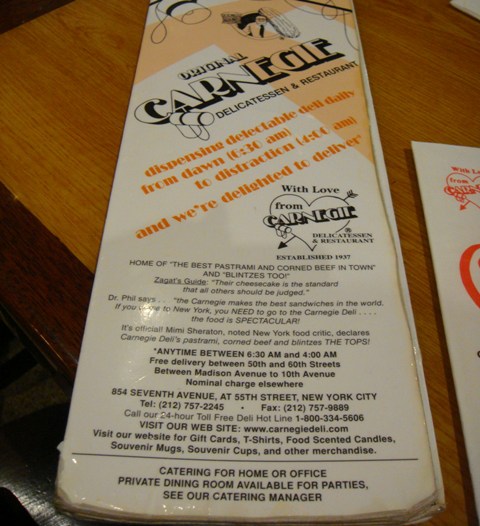 ORIGINAL
CARNEGIE
DELICATESSEN & RESTAURANT
dispensing delectable deli daily
from dawn (6:30 am)
to distraction (4:00 am)
and we're delighted to deliver*
With Love
from
CARNEGIE
DELICATESSEN
& RESTAURANT
ESTABLISHED 1937
HOME OF "THE BEST PASTRAMI AND CORNED BEEF IN TOWN"
AND "BLINTZES TOO!"
Zagat's Guide: "Their cheesecake is the standard
that all others should be judged."
Dr. Phil says . . . "the Carnegie makes the best sandwiches in the world.
If you come to New York, you NEED to go to the Carnegie Deli . . . .
the food is SPECTACULAR!
It's official! Mimi Sheraton, noted New York food critic, declares
Carnegie Deli's pastrami, corned beef and blintzes THE TOPS!
*ANYTIME BETWEEN 6:30 AM and 4:00 AM
Free delivery between 50th and 60th Streets
Between Madison Avenue to 10th Avenue
Nominal charge elsewhere
854 SEVENTH AVENUE, AT 55TH STREET, NEW YORK CITY
Tel: (212) 757-2245 • Fax: (212) 757-9889
Call our 24-hour Toll Free Deli Hot Line 1-800-334-5606
VISIT OUR WEB SITE: www.carnegiedeli.com
Visit our website for Gift Cards, T-Shirts, Food Scented Candles,
Souvenir Mugs, Souvenir Cups, and other merchandise.
CATERING FOR HOME OR OFFICE
PRIVATE DINING ROOM AVAILABLE FOR PARTIES,
SEE OUR CATERING MANAGER
With
from